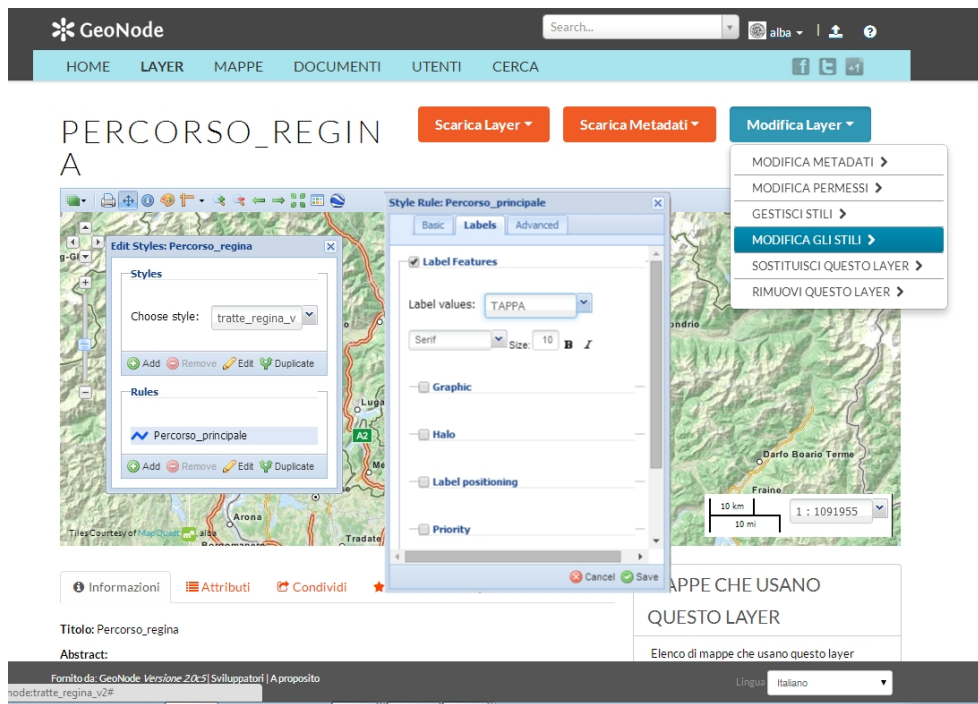 GeoNode
Search...
alba
HOME LAYER MAPPE DOCUMENTI UTENTI CERCA
PERCORSO_REGIN
A
Scarica Layer
Scarica Metadati
Modifica Layer
MODIFICA METADATI
MODIFICA PERMESSI
GESTISCI STILI
MODIFICA GLI STILI
SOSTITUISCI QUESTO LAYER
RIMUOVI QUESTO LAYER
Edit Styles: Percorso_regina
Styles
Choose style: tratte_regina_v
Add Remove Edit Duplicate
Rules
Percorso_principale
Add Remove Edit Duplicate
Style Rule: Percorso_principale
Basic Labels Advanced
Label Features
Label values: TAPPA
Serif Size: 10 B I
Graphic
Halo
Label positioning
Priority
Cancel Save
g-Gl
Luga
A2
Me
Arona
Tradate
ondrio
Darfo Boario Terme
Fraine
10 km
10 mi
1 : 1091955
Tiles Courtesy of MapQuest
Informazioni Attributi Condividi
Titolo: Percorso_regina
Abstract:
MAPPE CHE USANO
QUESTO LAYER
Elenco di mappe che usano questo layer
Fornito da: GeoNode Versione 2.0c5 | Sviluppatori | A proposito
Lingua Italiano
node:tratte_regina_v2#